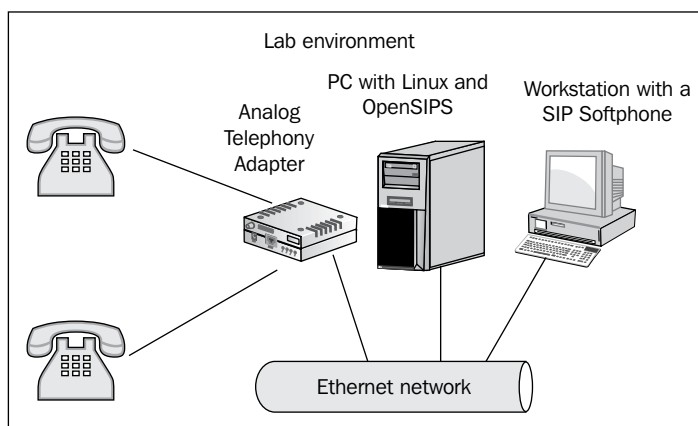 Lab environment
PC with Linux and
OpenSIPS
Workstation with a
SIP Softphone
Analog
Telephony
Adapter
Ethernet network